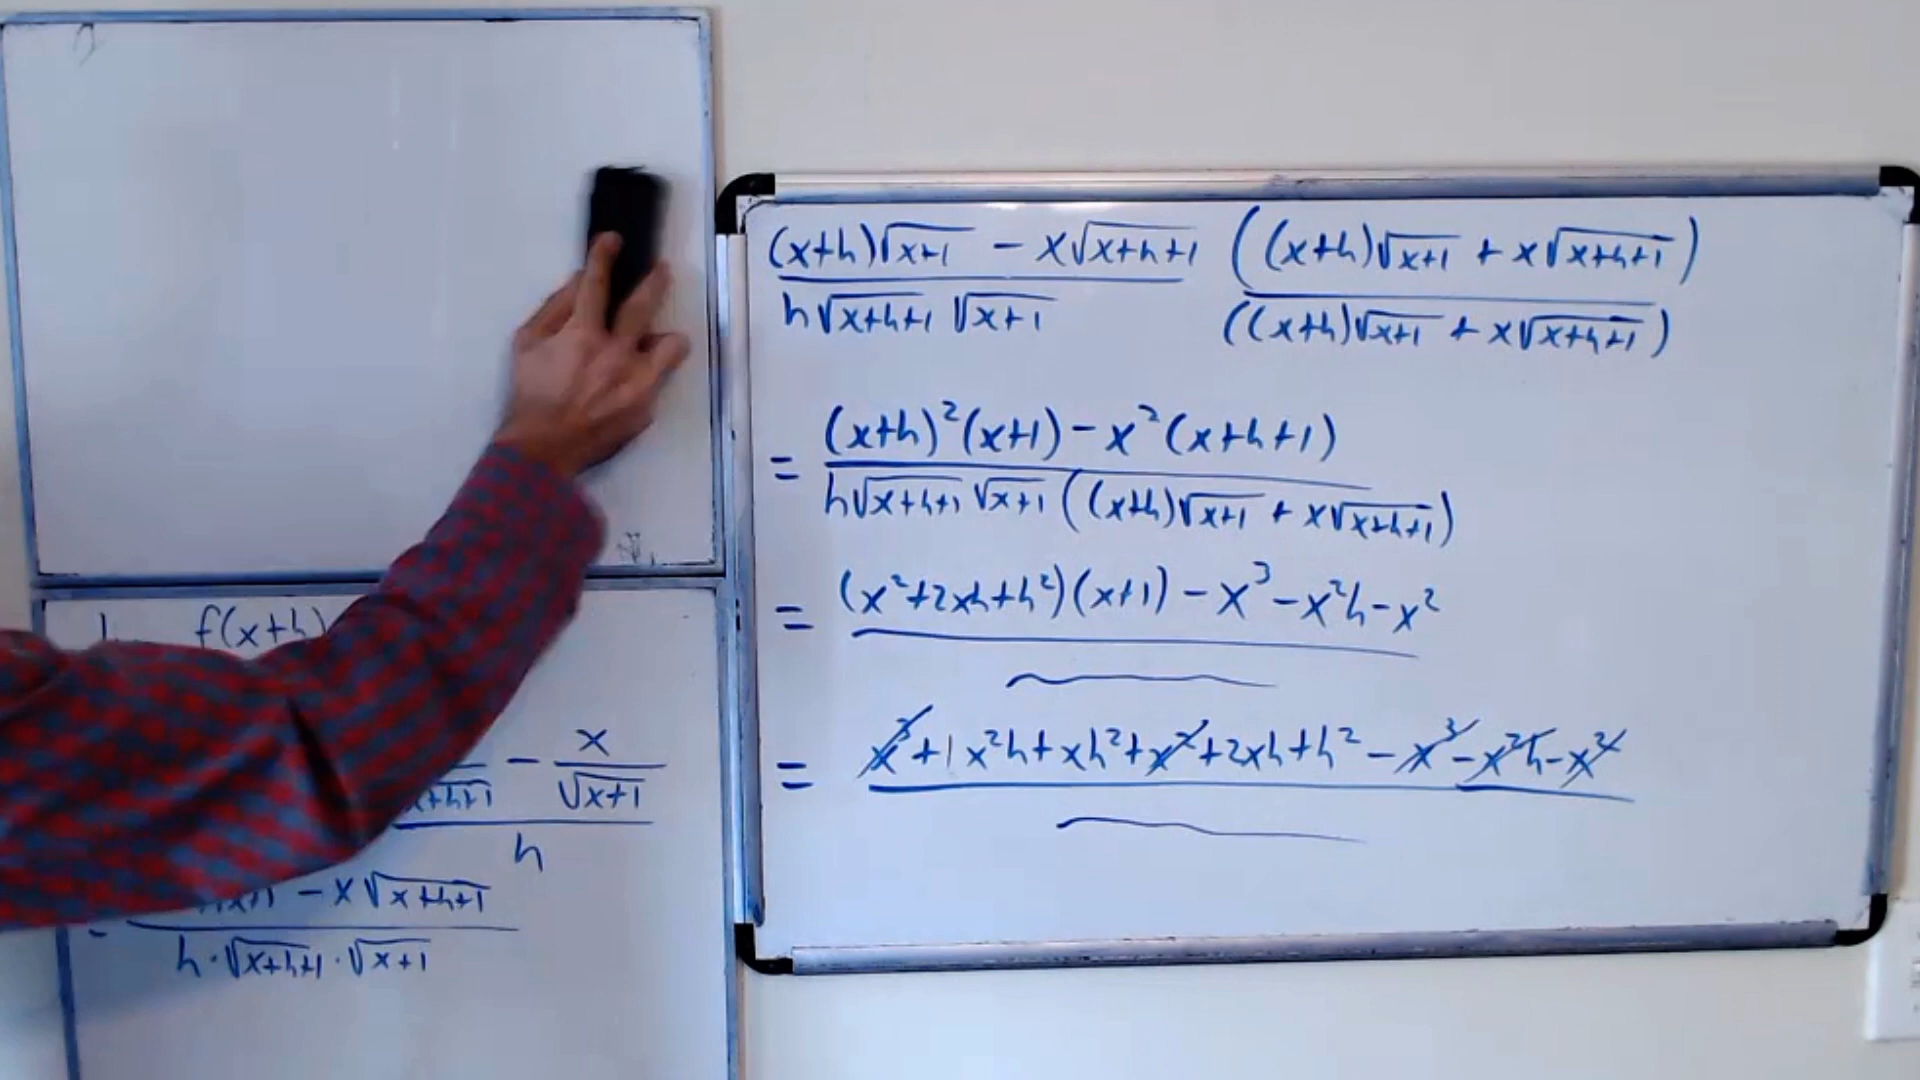 f(x+h)
− x/√x+1
x+h+1
h
− x√x+h+1
h·√x+h+1·√x+1
(x+h)√x+1 − x√x+h+1 ((x+h)√x+1 + x√x+h+1)
h√x+h+1 √x+1 ((x+h)√x+1 + x√x+h+1)
= (x+h)²(x+1) − x²(x+h+1)
h√x+h+1 √x+1 ((x+h)√x+1 + x√x+h+1)
= (x²+2xh+h²)(x+1) − x³ − x²h − x²
= x³ + 1x²h + xh² + x² + 2xh + h² − x³ − x²h − x²